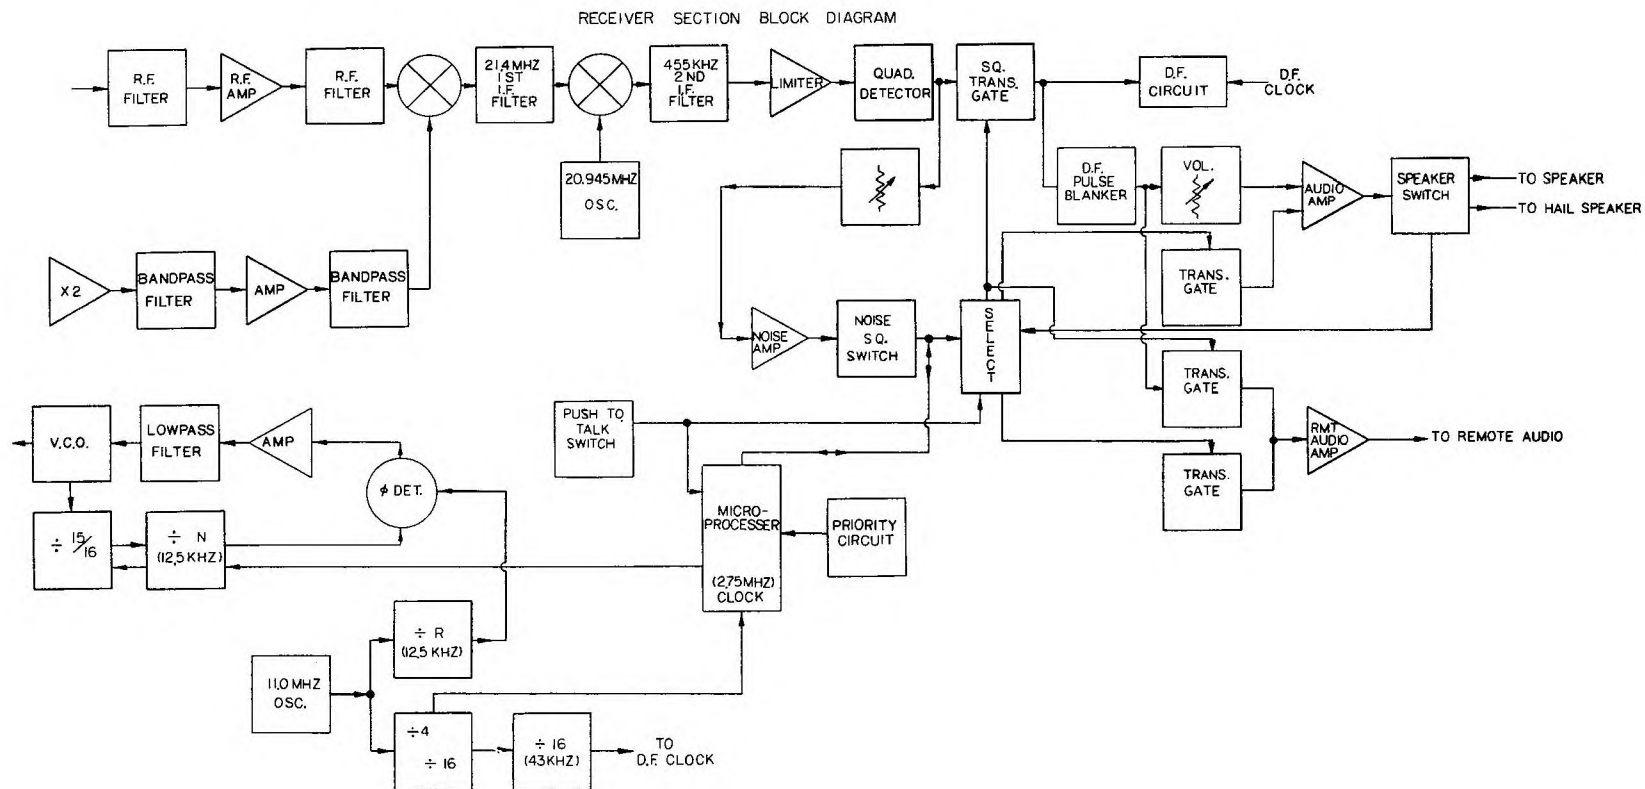 RECEIVER SECTION BLOCK DIAGRAM
R.F.
FILTER
R.F.
AMP
R.F.
FILTER
21.4 MHZ
1 ST
I.F.
FILTER
455 KHZ
2 ND
I.F.
FILTER
LIMITER
QUAD.
DETECTOR
SQ.
TRANS.
GATE
D.F.
CIRCUIT
D.F.
CLOCK
20.945 MHZ
OSC.
D.F.
PULSE
BLANKER
VOL.
AUDIO
AMP
SPEAKER
SWITCH
TO SPEAKER
TO HAIL SPEAKER
X2
BANDPASS
FILTER
AMP
BANDPASS
FILTER
TRANS.
GATE
NOISE
AMP
NOISE
SQ.
SWITCH
SELECT
TRANS.
GATE
V.C.O.
LOWPASS
FILTER
AMP
PUSH TO
TALK
SWITCH
RMT
AUDIO
AMP
TO REMOTE AUDIO
ϕ DET.
TRANS.
GATE
÷ 15/16
÷ N
(12.5 KHZ)
MICRO-
PROCESSER
(2.75 MHZ)
CLOCK
PRIORITY
CIRCUIT
÷ R
(12.5 KHZ)
11.0 MHZ
OSC.
÷4
÷ 16
÷ 16
(43 KHZ)
TO
D.F. CLOCK